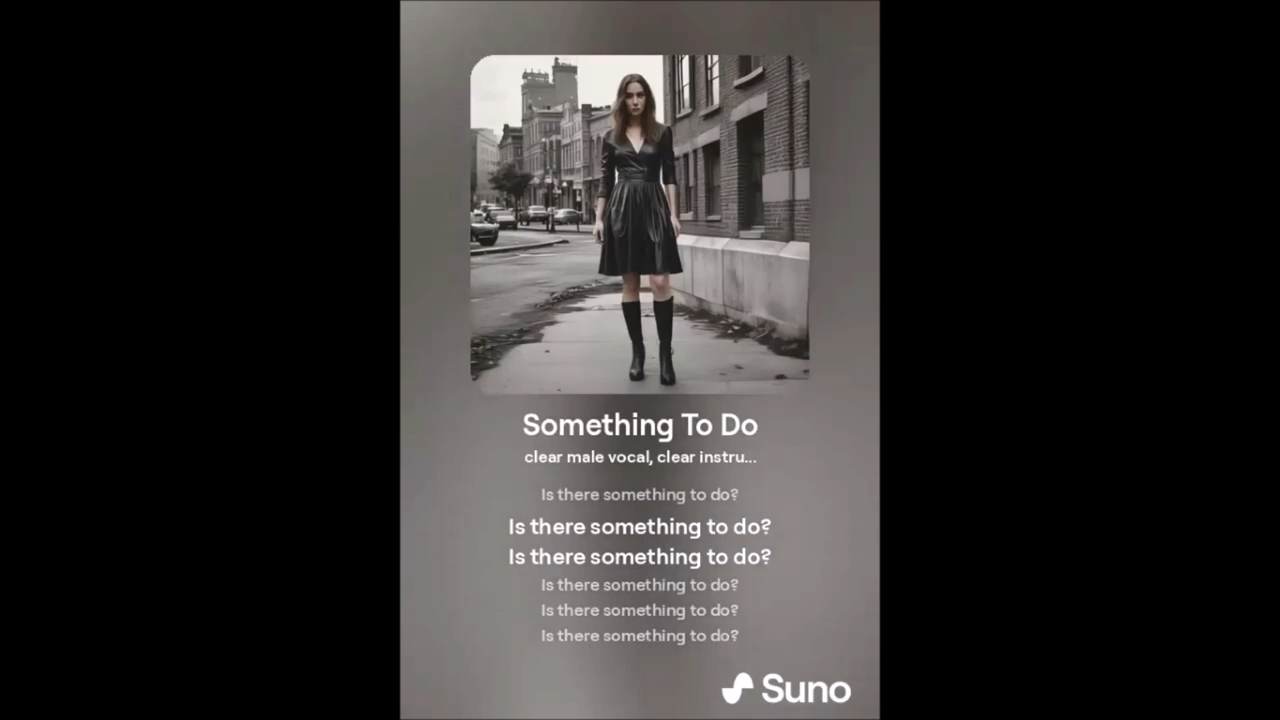 Something To Do
clear male vocal, clear instru...
Is there something to do?
Is there something to do?
Is there something to do?
Is there something to do?
Is there something to do?
Is there something to do?
Suno